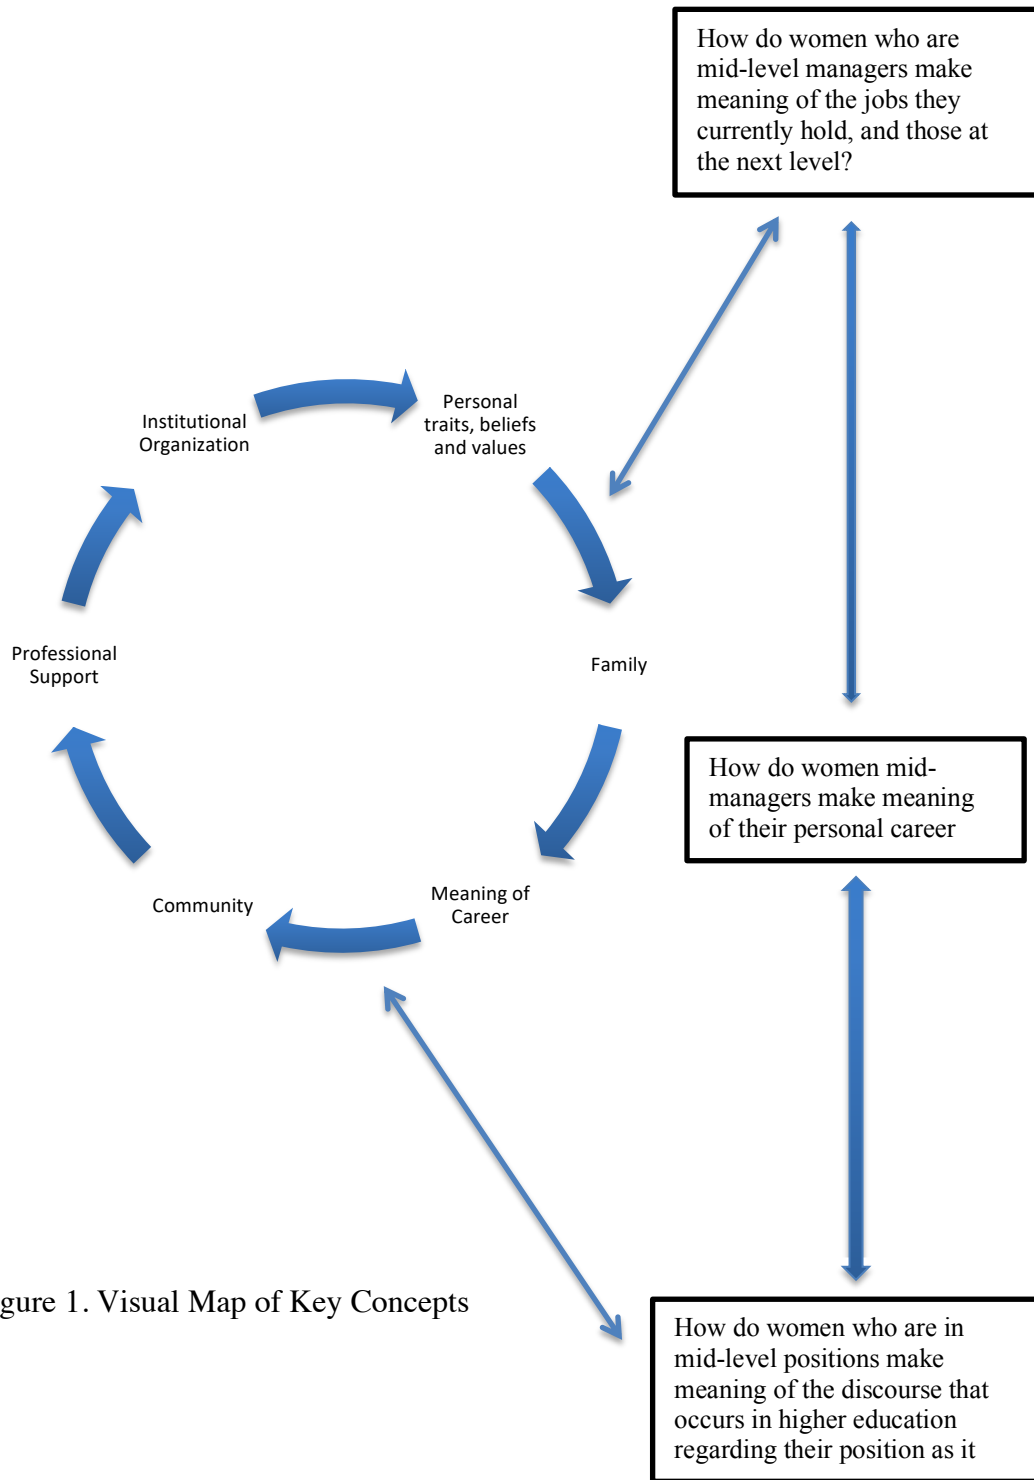 How do women who are
mid-level managers make
meaning of the jobs they
currently hold, and those at
the next level?
Institutional
Organization
Personal
traits, beliefs
and values
Professional
Support
Family
How do women mid-
managers make meaning
of their personal career
Community
Meaning of
Career
gure 1. Visual Map of Key Concepts
How do women who are in
mid-level positions make
meaning of the discourse that
occurs in higher education
regarding their position as it